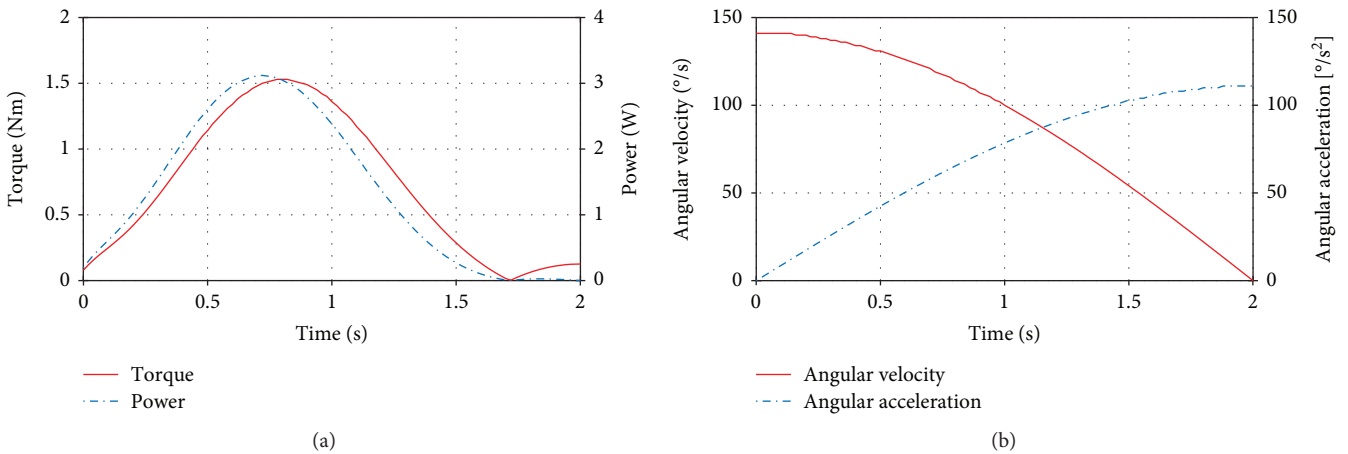 2
1.5
1
0.5
0
Torque (Nm)
4
3
2
1
0
Power (W)
0 0.5 1 1.5 2
Time (s)
Torque
Power
(a)
150
100
50
0
Angular velocity (°/s)
150
100
50
0
Angular acceleration [°/s²]
0 0.5 1 1.5 2
Time (s)
Angular velocity
Angular acceleration
(b)